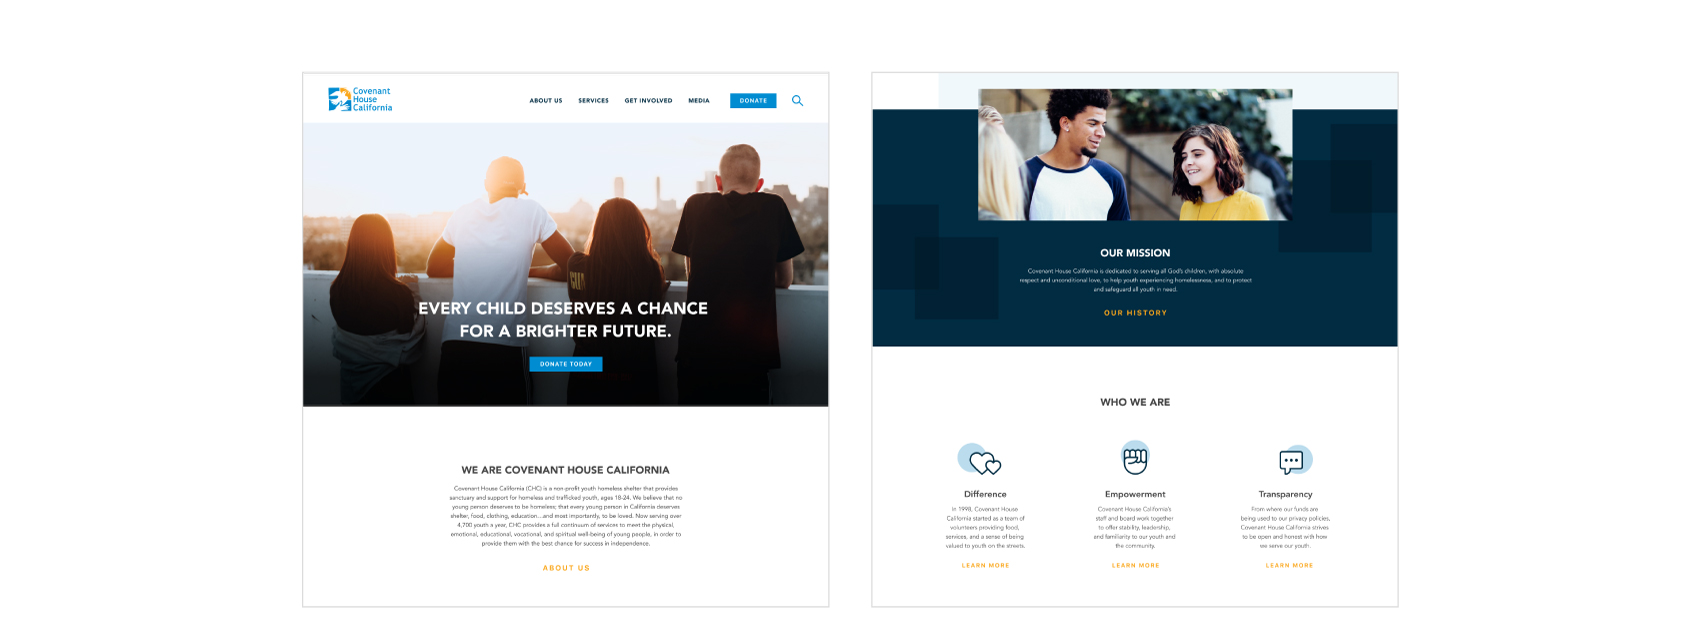 Covenant
House
California
ABOUT US SERVICES GET INVOLVED MEDIA DONATE
EVERY CHILD DESERVES A CHANCE
FOR A BRIGHTER FUTURE.
DONATE TODAY
WE ARE COVENANT HOUSE CALIFORNIA
Covenant House California (CHC) is a non-profit youth homeless shelter that provides
sanctuary and support for homeless and trafficked youth, ages 18-24. We believe that no
young person deserves to be homeless; that every young person in California deserves
shelter, food, clothing, education...and most importantly, to be loved. Now serving over
4,700 youth a year, CHC provides a full continuum of services to meet the physical,
emotional, educational, vocational, and spiritual well-being of young people, in order to
provide them with the best chance for success in independence.
ABOUT US
OUR MISSION
Covenant House California is dedicated to serving all God's children, with absolute
respect and unconditional love, to help youth experiencing homelessness, and to protect
and safeguard all youth in need.
OUR HISTORY
WHO WE ARE
Difference
In 1998, Covenant House
California started as a team of
volunteers providing food,
services, and a sense of being
valued to youth on the streets.
LEARN MORE
Empowerment
Covenant House California's
staff and board work together
to offer stability, leadership,
and familiarity to our youth and
the community.
LEARN MORE
Transparency
From where our funds are
being used to our privacy policies,
Covenant House California strives
to be open and honest with how
we serve our youth.
LEARN MORE